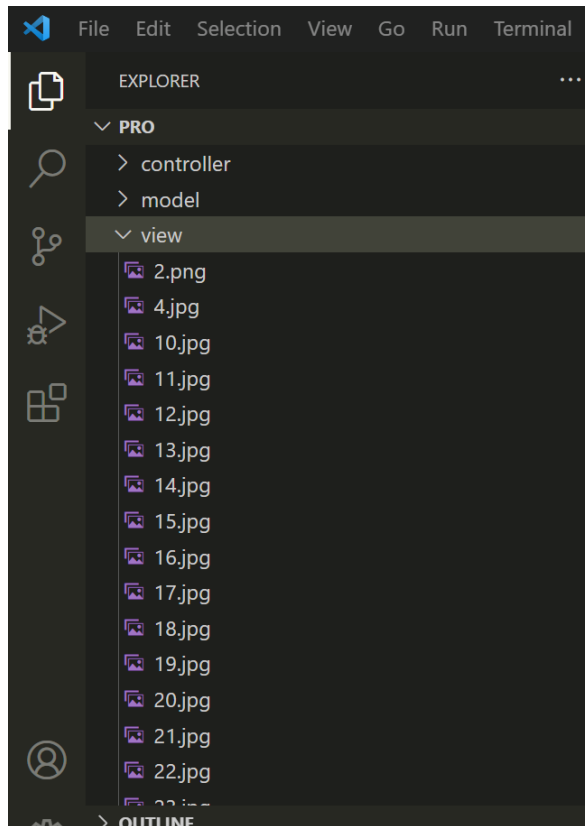 File Edit Selection View Go Run Terminal
EXPLORER
PRO
controller
model
view
2.png
4.jpg
10.jpg
11.jpg
12.jpg
13.jpg
14.jpg
15.jpg
16.jpg
17.jpg
18.jpg
19.jpg
20.jpg
21.jpg
22.jpg
OUTLINE